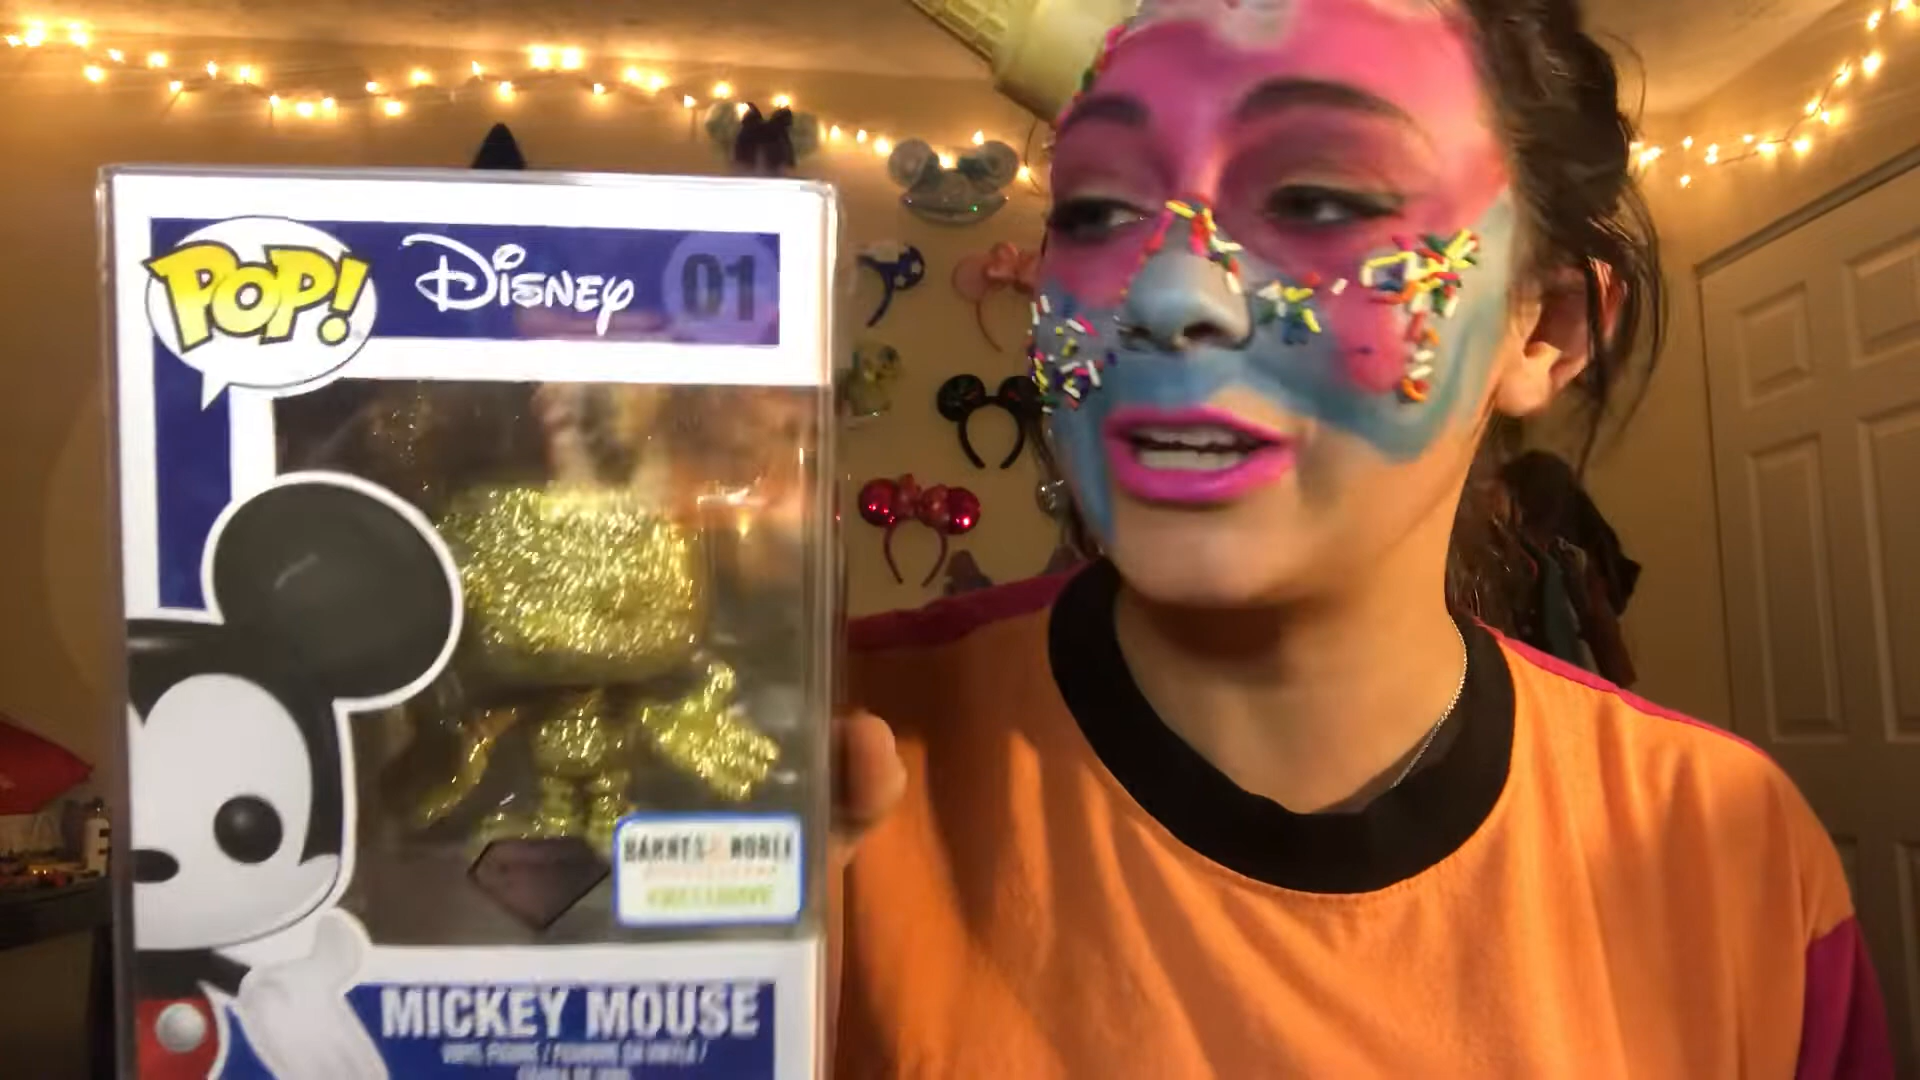 POP! Disney 01
BARNES & NOBLE
EXCLUSIVE
MICKEY MOUSE
VINYL FIGURE / FIGURINE EN VINYLE /